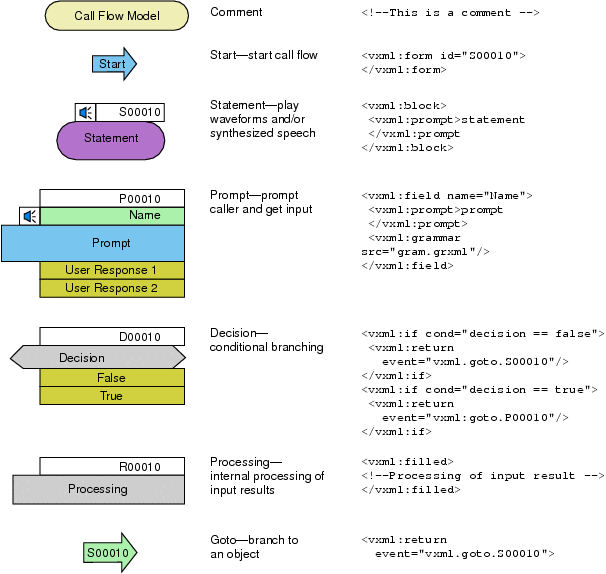 Call Flow Model
Comment
<!--This is a comment -->
Start
Start—start call flow
<vxml:form id="S00010">
</vxml:form>
S00010
Statement
Statement—play
waveforms and/or
synthesized speech
<vxml:block>
<vxml:prompt>statement
</vxml:prompt
</vxml:block>
P00010
Name
Prompt
User Response 1
User Response 2
Prompt—prompt
caller and get input
<vxml:field name="Name">
<vxml:prompt>prompt
</vxml:prompt>
<vxml:grammar
src="gram.grxml"/>
</vxml:field>
D00010
Decision
False
True
Decision—
conditional branching
<vxml:if cond="decision == false">
<vxml:return
event="vxml.goto.S00010"/>
</vxml:if>
<vxml:if cond="decision == true">
<vxml:return
event="vxml:goto.P00010"/>
</vxml:if>
R00010
Processing
Processing—
internal processing of
input results
<vxml:filled>
<!--Processing of input result -->
</vxml:filled>
S00010
Goto—branch to
an object
<vxml:return
event="vxml.goto.S00010">